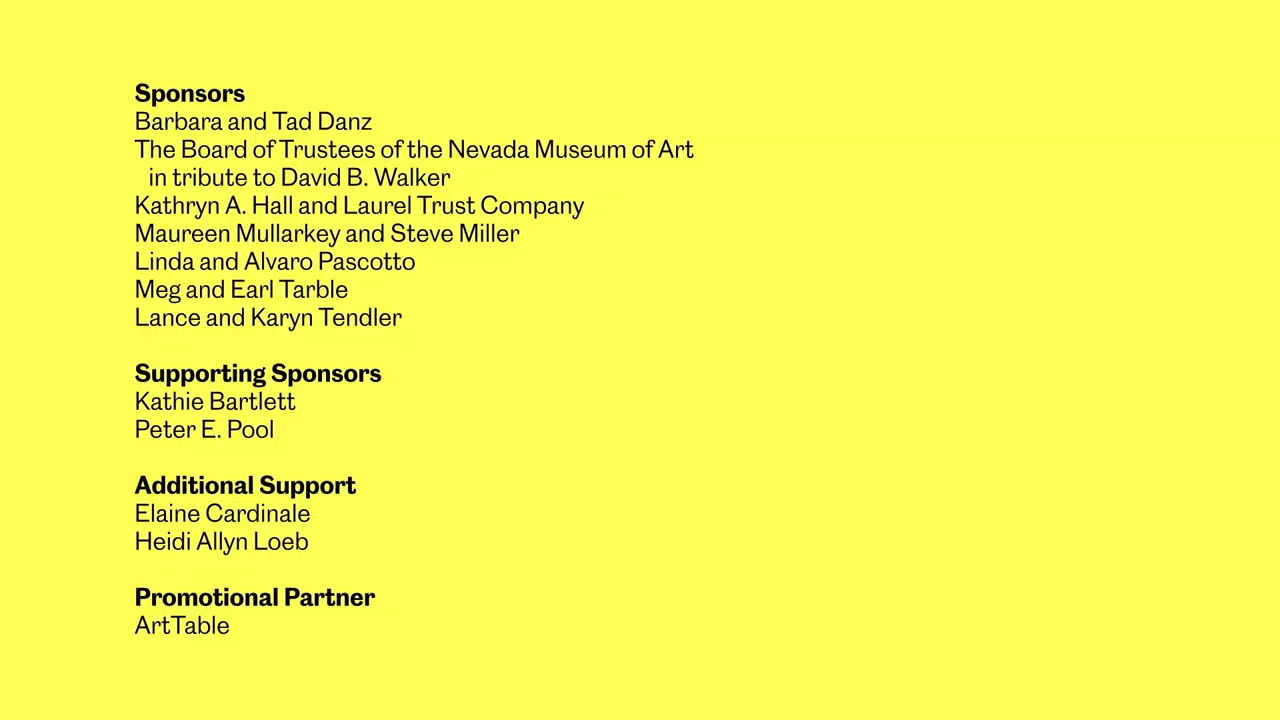 Sponsors
Barbara and Tad Danz
The Board of Trustees of the Nevada Museum of Art
in tribute to David B. Walker
Kathryn A. Hall and Laurel Trust Company
Maureen Mullarkey and Steve Miller
Linda and Alvaro Pascotto
Meg and Earl Tarble
Lance and Karyn Tendler
Supporting Sponsors
Kathie Bartlett
Peter E. Pool
Additional Support
Elaine Cardinale
Heidi Allyn Loeb
Promotional Partner
ArtTable